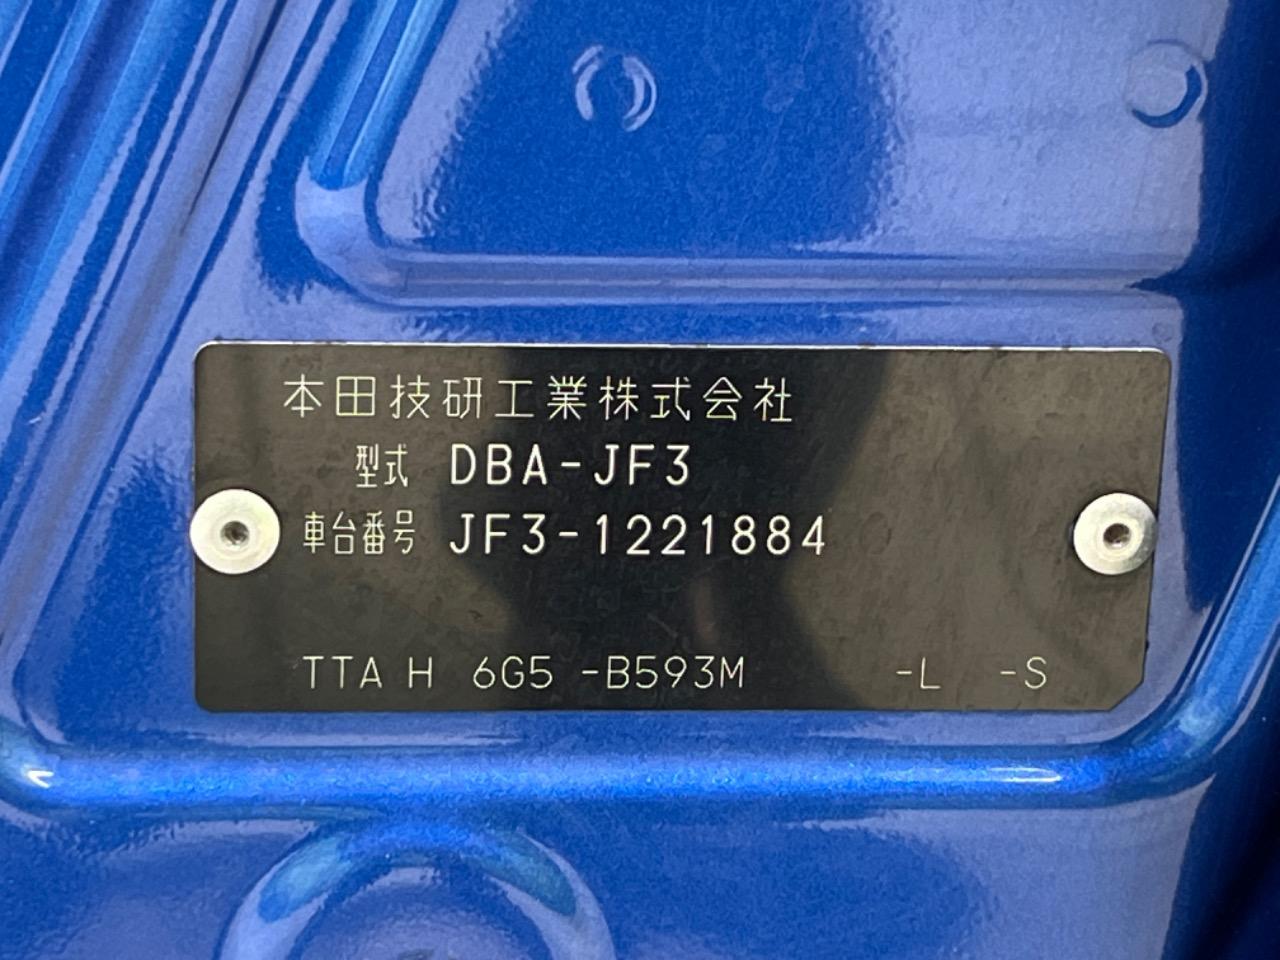 本田技研工業株式会社
型式 DBA-JF3
車台番号 JF3-1221884
TTA H 6G5 -B593M -L -S